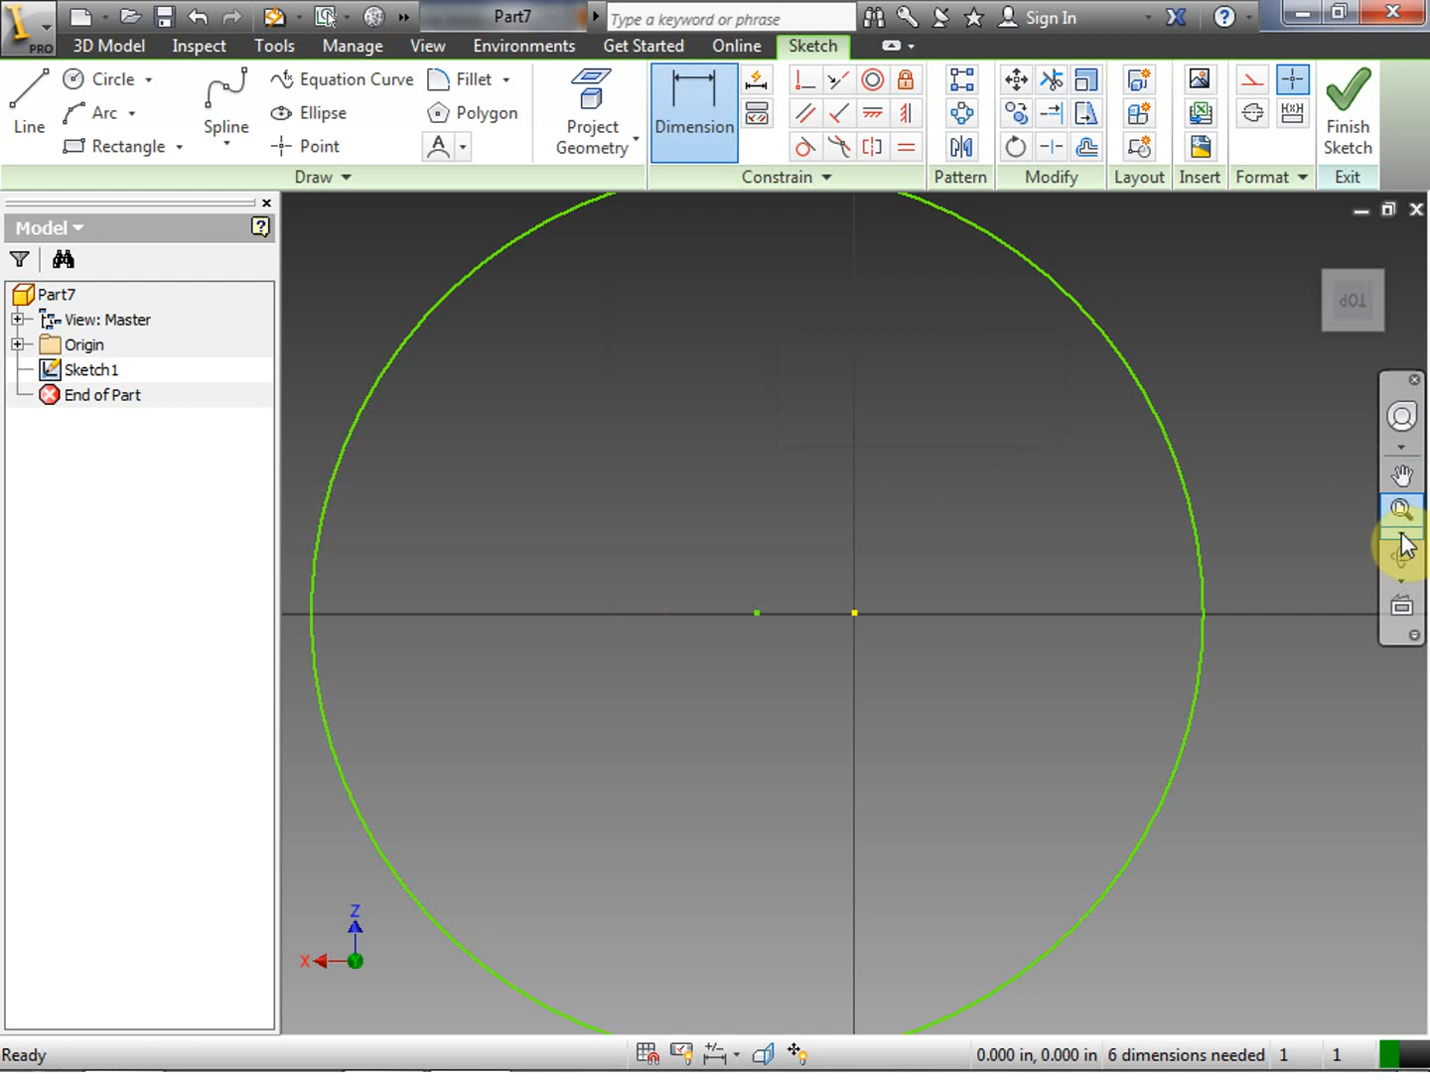 PRO
Part7
Type a keyword or phrase
Sign In
3D Model
Inspect
Tools
Manage
View
Environments
Get Started
Online
Sketch
Line
Circle
Arc
Rectangle
Spline
Equation Curve
Ellipse
Point
Fillet
Polygon
A
Project
Geometry
Dimension
Finish
Sketch
Draw
Constrain
Pattern
Modify
Layout
Insert
Format
Exit
Model
Part7
View: Master
Origin
Sketch1
End of Part
TOP
Z
X
Ready
0.000 in, 0.000 in
6 dimensions needed
1
1